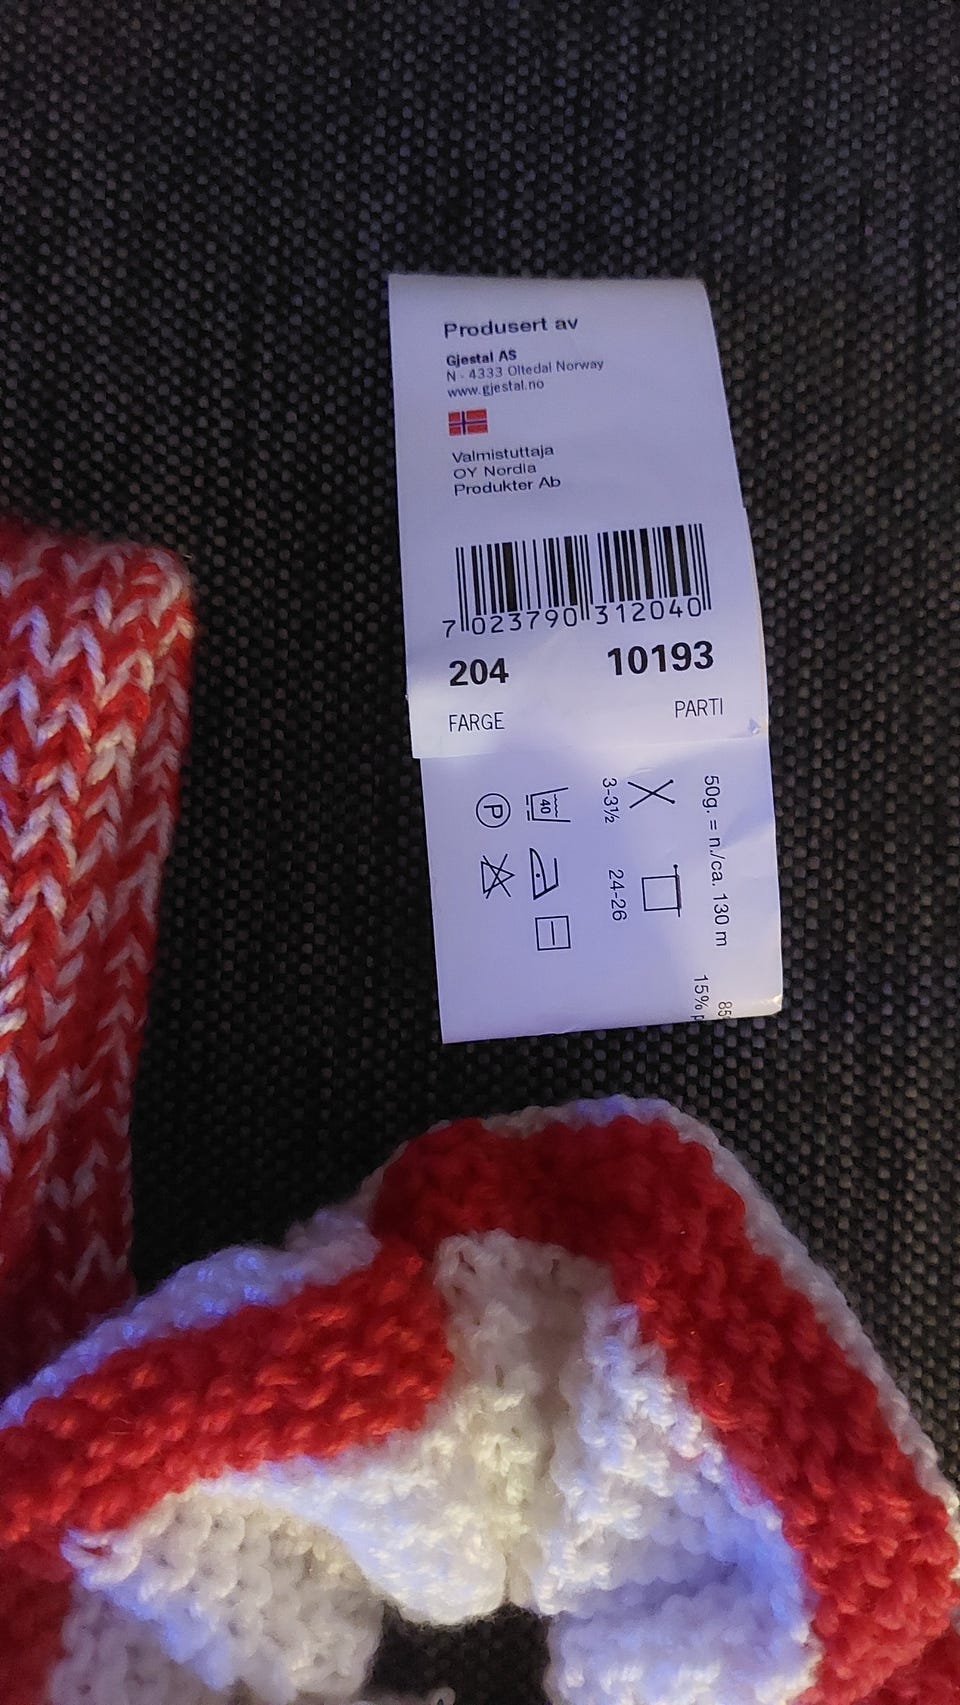 Produsert av
Gjestal AS
N - 4333 Oltedal Norway
www.gjestal.no
Valmistuttaja
OY Nordia
Produkter Ab
7 023790 312040
204 10193
FARGE PARTI
50g. = n./ca. 130 m
3-3½ 24-26
40
P
85
15% p